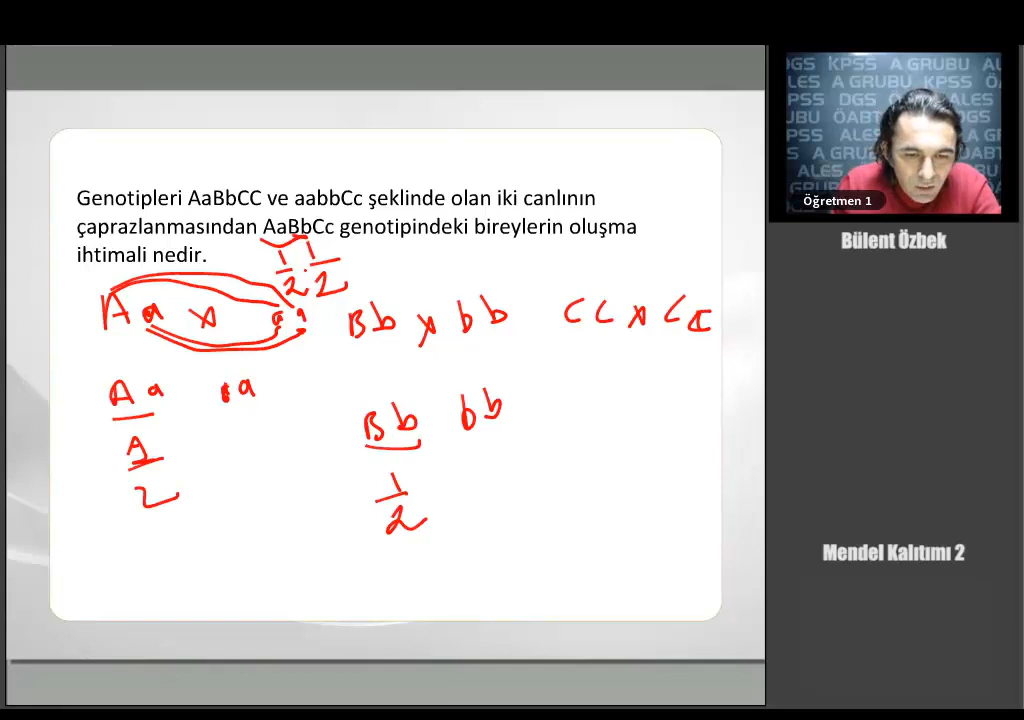 Genotipleri AaBbCC ve aabbCc şeklinde olan iki canlının
çaprazlanmasından AaBbCc genotipindeki bireylerin oluşma
ihtimali nedir.
1/2 . 1/2
Aa x aa Bb x bb CC x Cc
Aa aa Bb bb
1/2 1/2
Öğretmen 1
Bülent Özbek
Mendel Kalıtımı 2